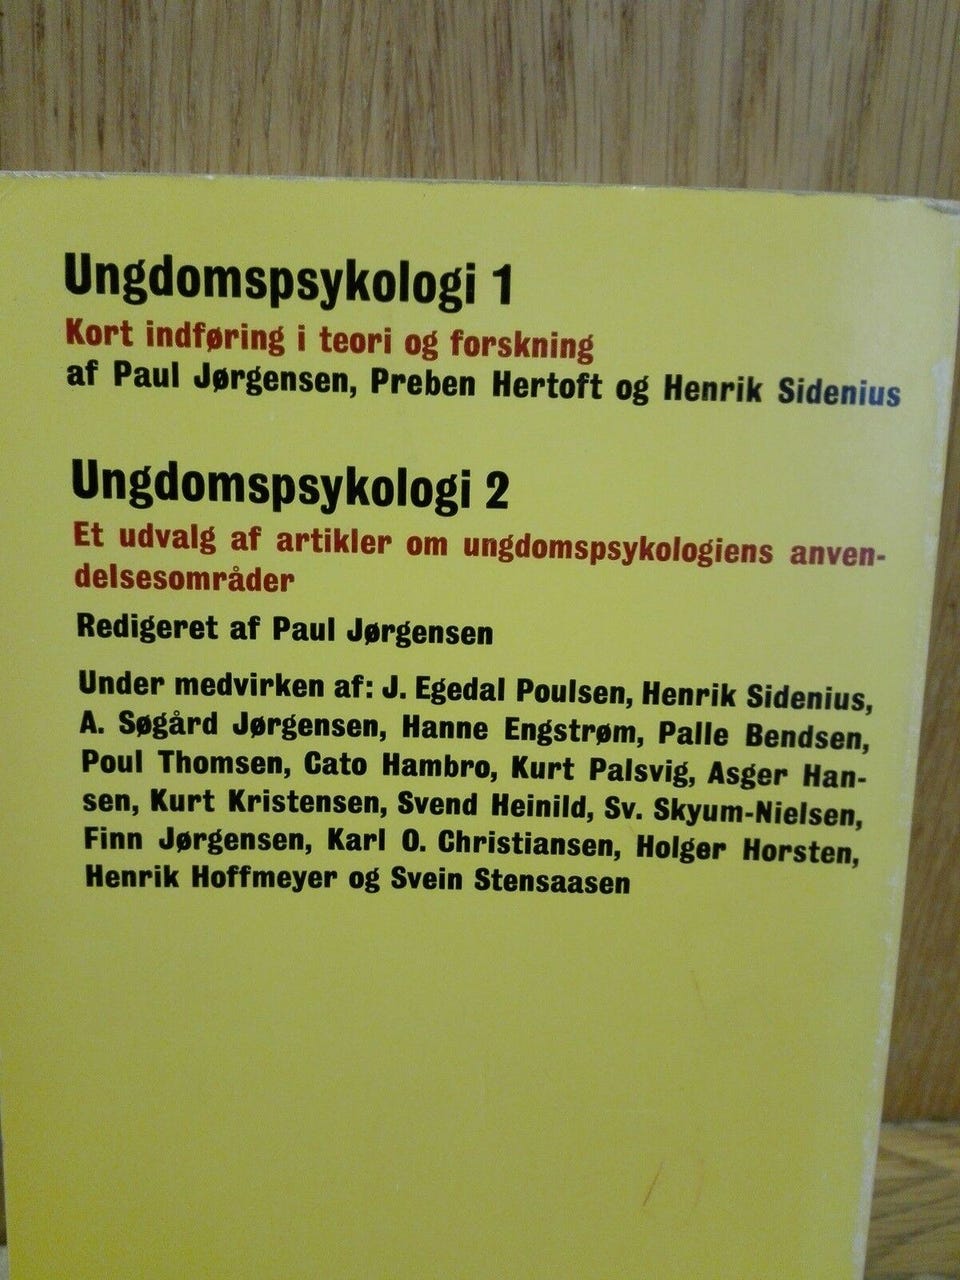 Ungdomspsykologi 1
Kort indføring i teori og forskning
af Paul Jørgensen, Preben Hertoft og Henrik Sidenius
Ungdomspsykologi 2
Et udvalg af artikler om ungdomspsykologiens anven-
delsesområder
Redigeret af Paul Jørgensen
Under medvirken af: J. Egedal Poulsen, Henrik Sidenius,
A. Søgård Jørgensen, Hanne Engstrøm, Palle Bendsen,
Poul Thomsen, Cato Hambro, Kurt Palsvig, Asger Han-
sen, Kurt Kristensen, Svend Heinild, Sv. Skyum-Nielsen,
Finn Jørgensen, Karl O. Christiansen, Holger Horsten,
Henrik Hoffmeyer og Svein Stensaasen